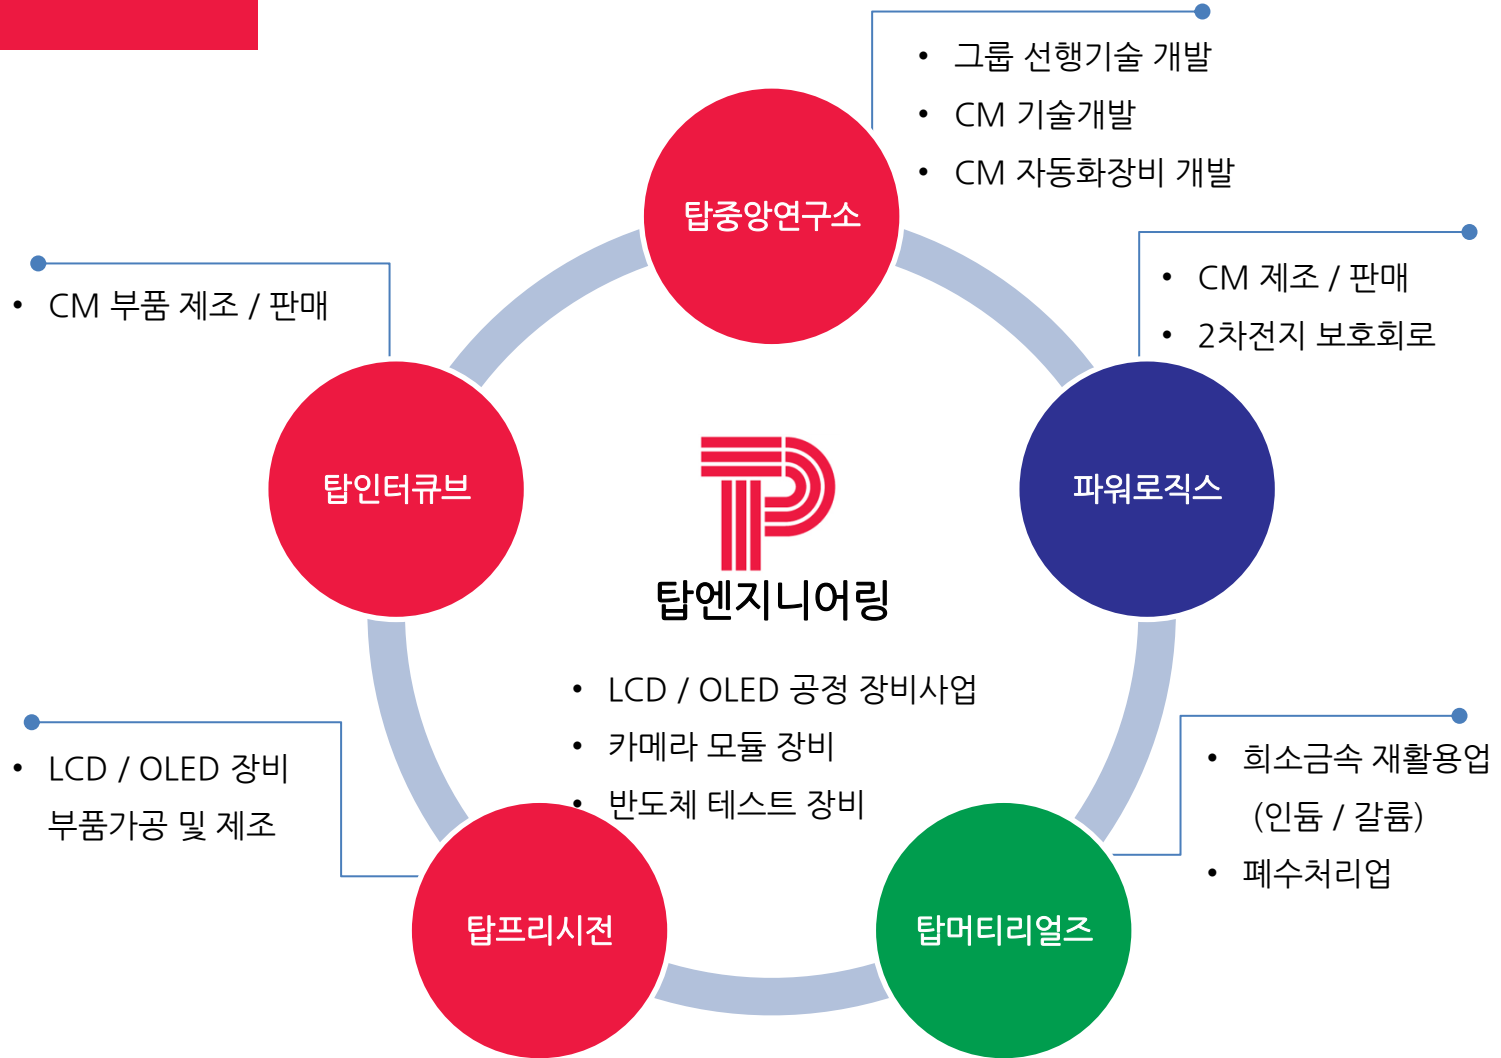 • 그룹 선행기술 개발
• CM 기술개발
• CM 자동화장비 개발
탑중앙연구소
• CM 부품 제조 / 판매
• CM 제조 / 판매
• 2차전지 보호회로
탑인터큐브
파워로직스
탑엔지니어링
• LCD / OLED 공정 장비사업
• 카메라 모듈 장비
• 반도체 테스트 장비
• LCD / OLED 장비
부품가공 및 제조
• 희소금속 재활용업
(인듐 / 갈륨)
• 폐수처리업
탑프리시전
탑머티리얼즈